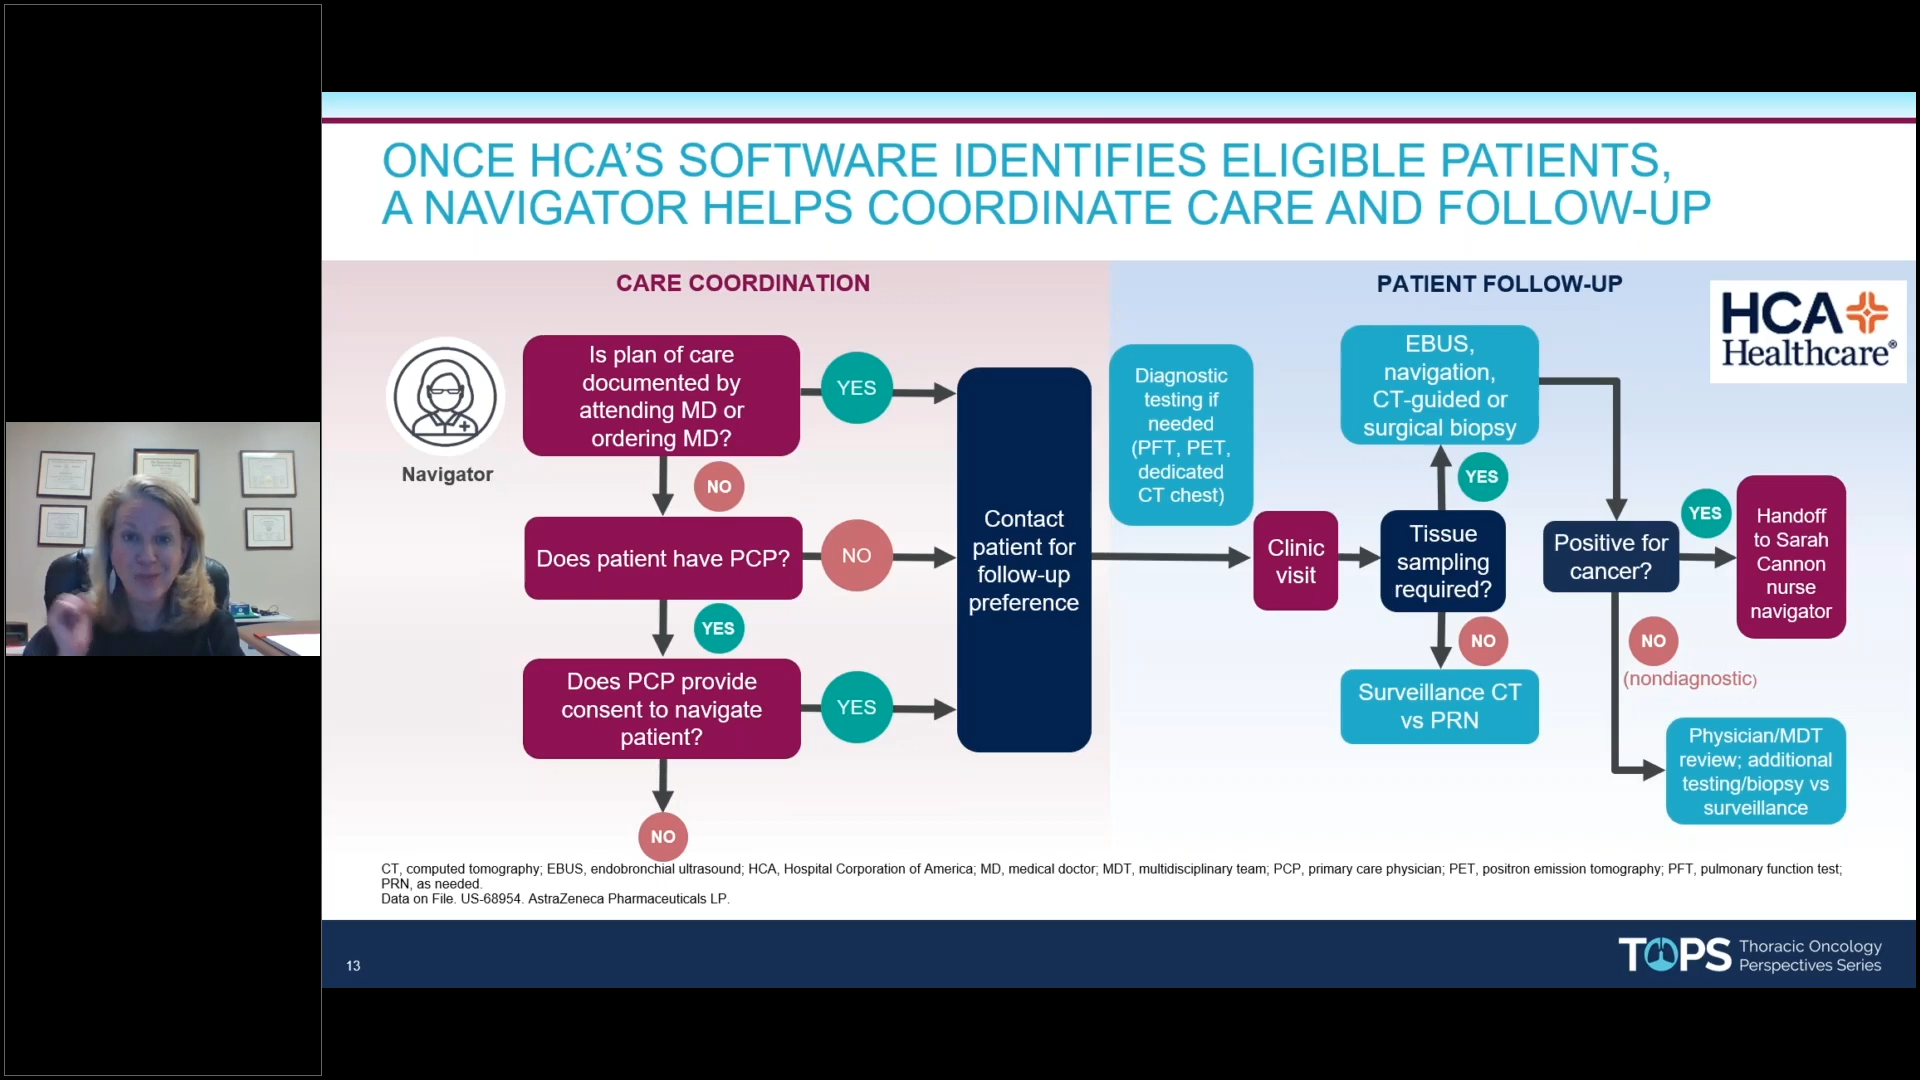 ONCE HCA’S SOFTWARE IDENTIFIES ELIGIBLE PATIENTS,
A NAVIGATOR HELPS COORDINATE CARE AND FOLLOW-UP
CARE COORDINATION
Navigator
Is plan of care
documented by
attending MD or
ordering MD?
YES
NO
Does patient have PCP?
NO
YES
Does PCP provide
consent to navigate
patient?
YES
NO
Contact
patient for
follow-up
preference
PATIENT FOLLOW-UP
HCA
Healthcare®
Diagnostic
testing if
needed
(PFT, PET,
dedicated
CT chest)
Clinic
visit
Tissue
sampling
required?
YES
EBUS,
navigation,
CT-guided or
surgical biopsy
NO
Surveillance CT
vs PRN
Positive for
cancer?
YES
Handoff
to Sarah
Cannon
nurse
navigator
NO
(nondiagnostic)
Physician/MDT
review; additional
testing/biopsy vs
surveillance
CT, computed tomography; EBUS, endobronchial ultrasound; HCA, Hospital Corporation of America; MD, medical doctor; MDT, multidisciplinary team; PCP, primary care physician; PET, positron emission tomography; PFT, pulmonary function test;
PRN, as needed.
Data on File. US-68954. AstraZeneca Pharmaceuticals LP.
13
TOPS
Thoracic Oncology
Perspectives Series